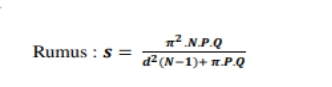 Rumus : s = π² .N.P.Q / d² (N−1)+ π.P.Q